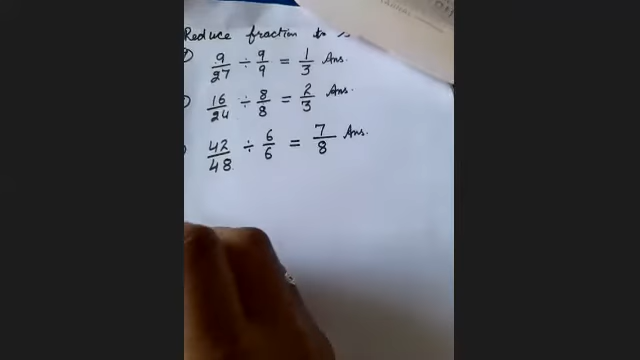 Reduce fraction to
9/27 ÷ 9/9 = 1/3 Ans.
16/24 ÷ 8/8 = 2/3 Ans.
42/48 ÷ 6/6 = 7/8 Ans.